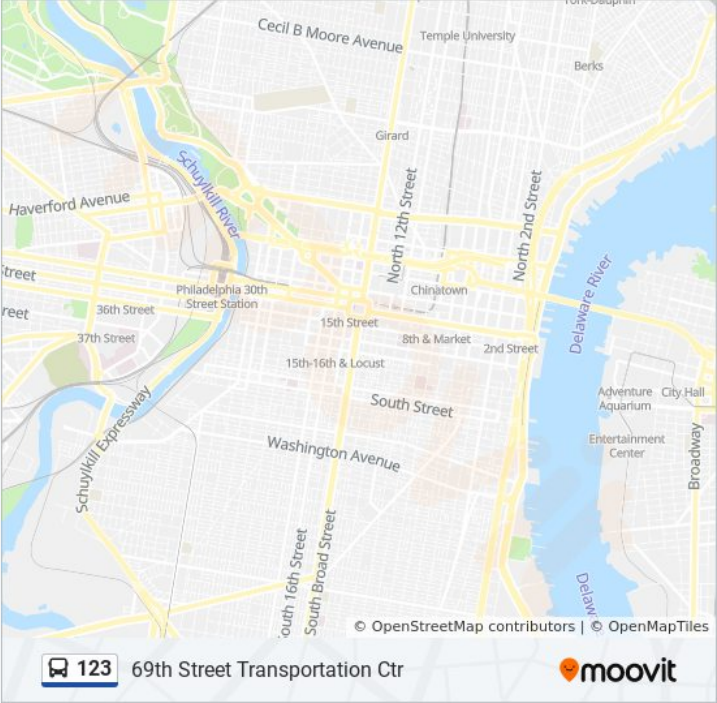 York-Dauphin
Cecil B Moore Avenue
Temple University
Berks
Girard
Schuylkill River
Haverford Avenue
North 12th Street
North 2nd Street
Street
Philadelphia 30th
Street Station
Chinatown
Delaware River
reet
36th Street
15th Street
37th Street
8th & Market
2nd Street
15th-16th & Locust
Adventure
Aquarium
City Hall
South Street
Schuylkill Expressway
Washington Avenue
Entertainment
Center
Broadway
South 16th Street
South Broad Street
Delaw
© OpenStreetMap contributors | © OpenMapTiles
123
69th Street Transportation Ctr
moovit